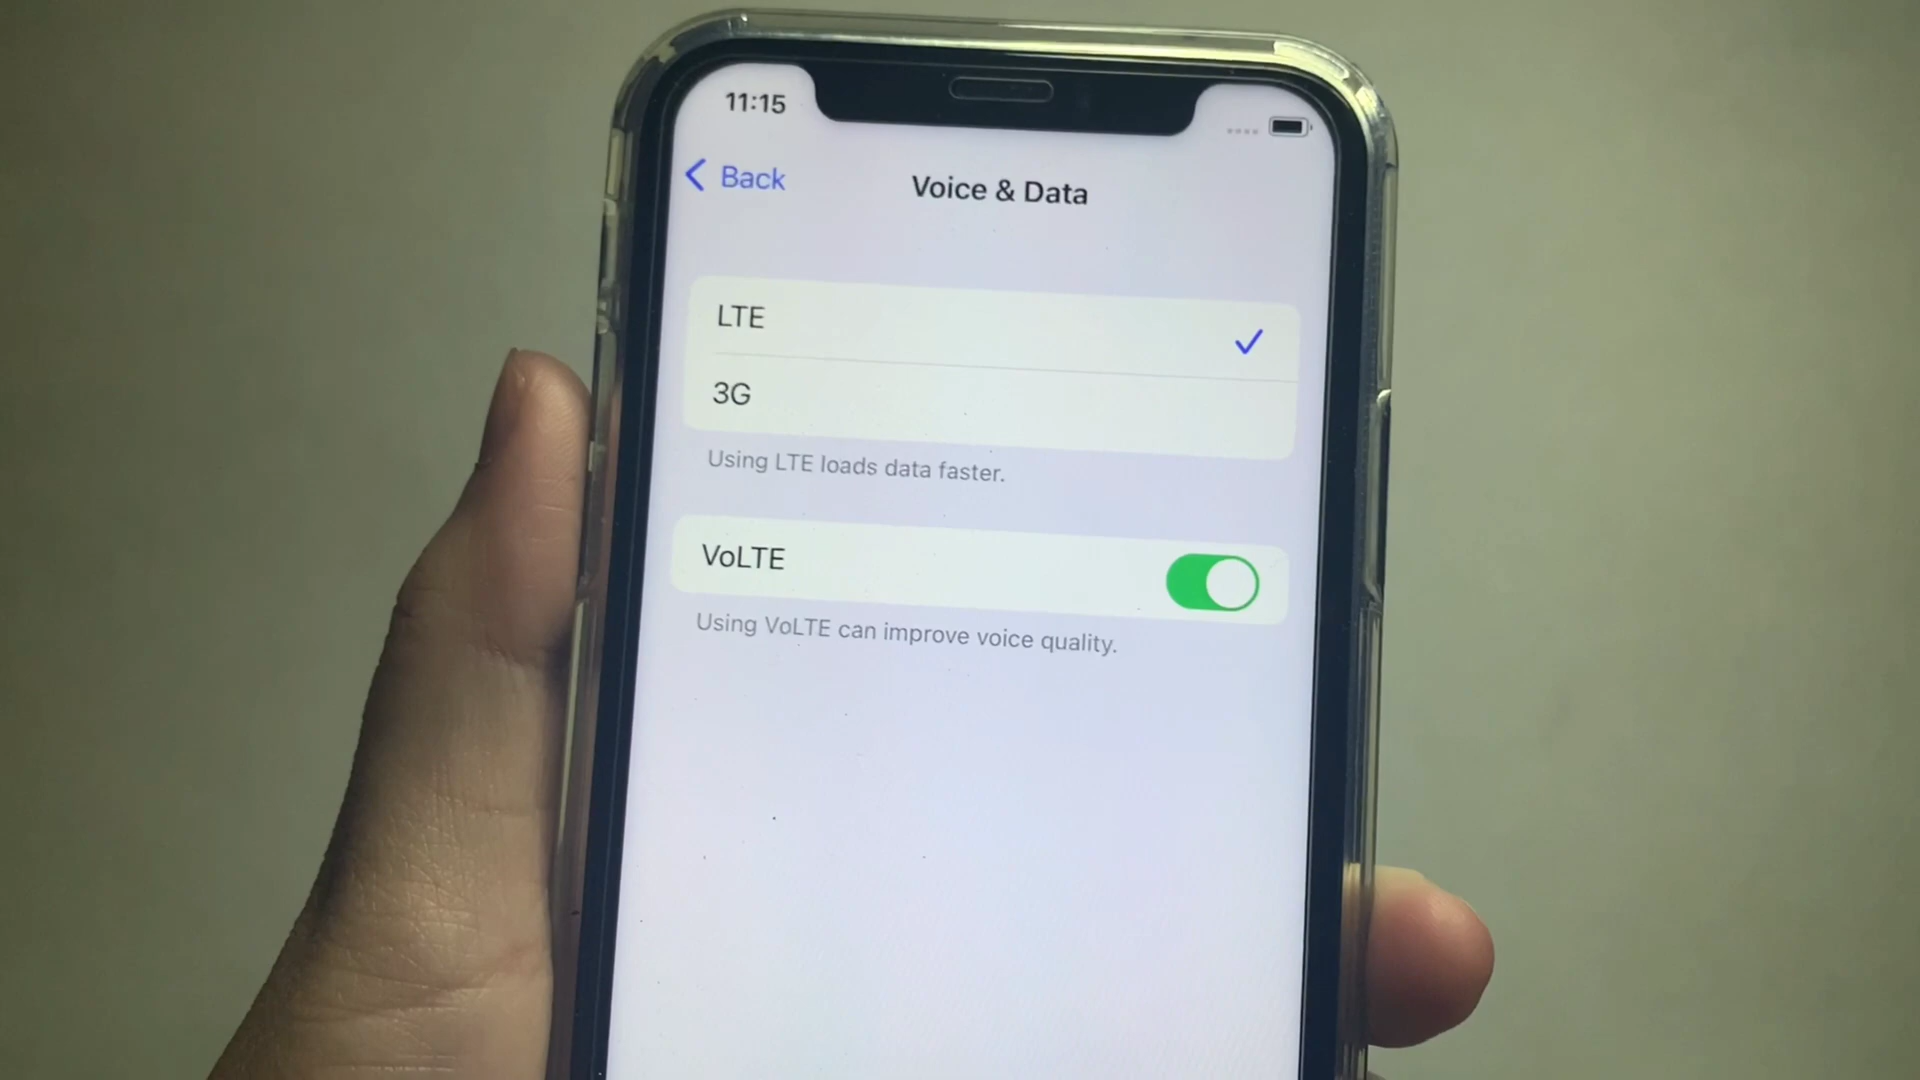 11:15
Back
Voice & Data
LTE
3G
Using LTE loads data faster.
VoLTE
Using VoLTE can improve voice quality.